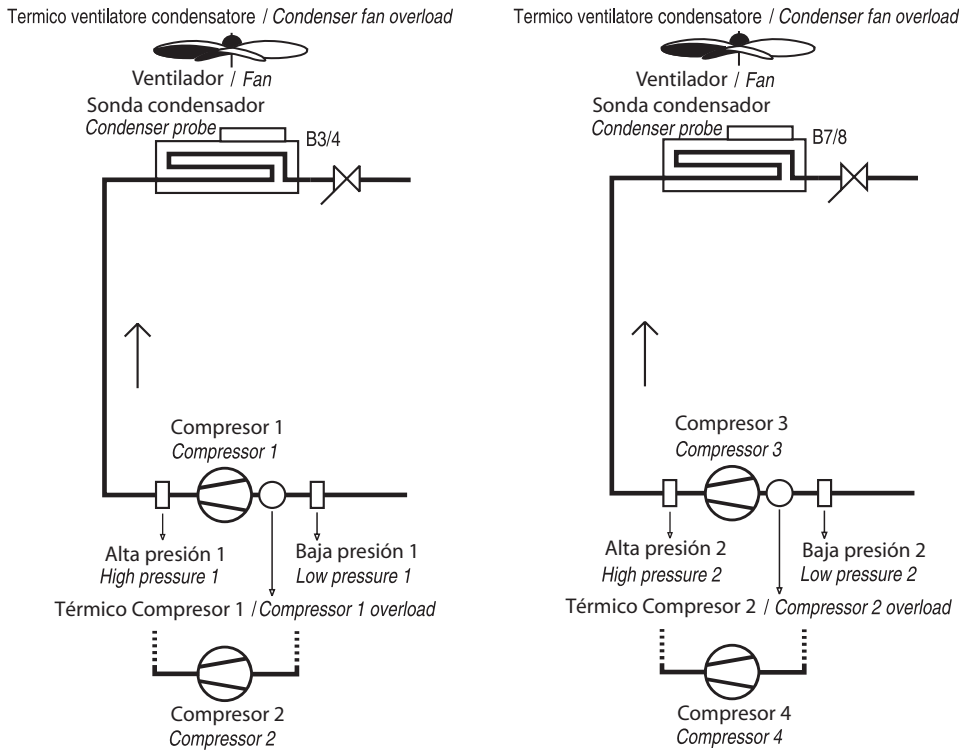 Termico ventilatore condensatore / Condenser fan overload
Ventilador / Fan
Sonda condensador
Condenser probe
B3/4
Compresor 1
Compressor 1
Alta presión 1
High pressure 1
Baja presión 1
Low pressure 1
Térmico Compresor 1 / Compressor 1 overload
Compresor 2
Compressor 2
Termico ventilatore condensatore / Condenser fan overload
Ventilador / Fan
Sonda condensador
Condenser probe
B7/8
Compresor 3
Compressor 3
Alta presión 2
High pressure 2
Baja presión 2
Low pressure 2
Térmico Compresor 2 / Compressor 2 overload
Compresor 4
Compressor 4